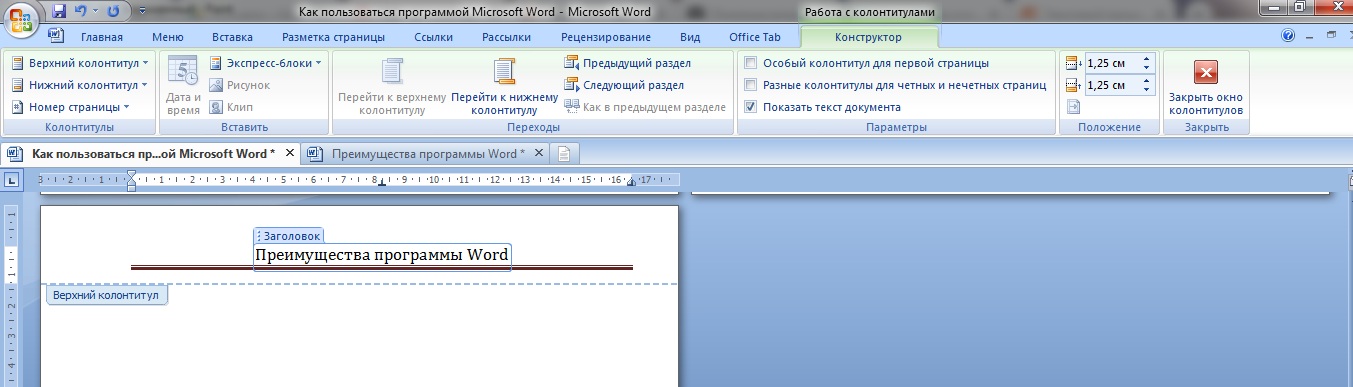 Как пользоваться программой Microsoft Word - Microsoft Word
Работа с колонтитулами
Главная Меню Вставка Разметка страницы Ссылки Рассылки Рецензирование Вид Office Tab Конструктор
Верхний колонтитул
Нижний колонтитул
Номер страницы
Колонтитулы
Дата и
время
Экспресс-блоки
Рисунок
Клип
Вставить
Перейти к верхнему
колонтитулу
Перейти к нижнему
колонтитулу
Предыдущий раздел
Следующий раздел
Как в предыдущем разделе
Переходы
Особый колонтитул для первой страницы
Разные колонтитулы для четных и нечетных страниц
Показать текст документа
Параметры
1,25 см
1,25 см
Положение
Закрыть окно
колонтитулов
Закрыть
Как пользоваться пр...ой Microsoft Word * Преимущества программы Word *
3 2 1 1 2 3 4 5 6 7 8 9 10 11 12 13 14 15 16 17
Заголовок
Преимущества программы Word
Верхний колонтитул
1
1
2
3
4